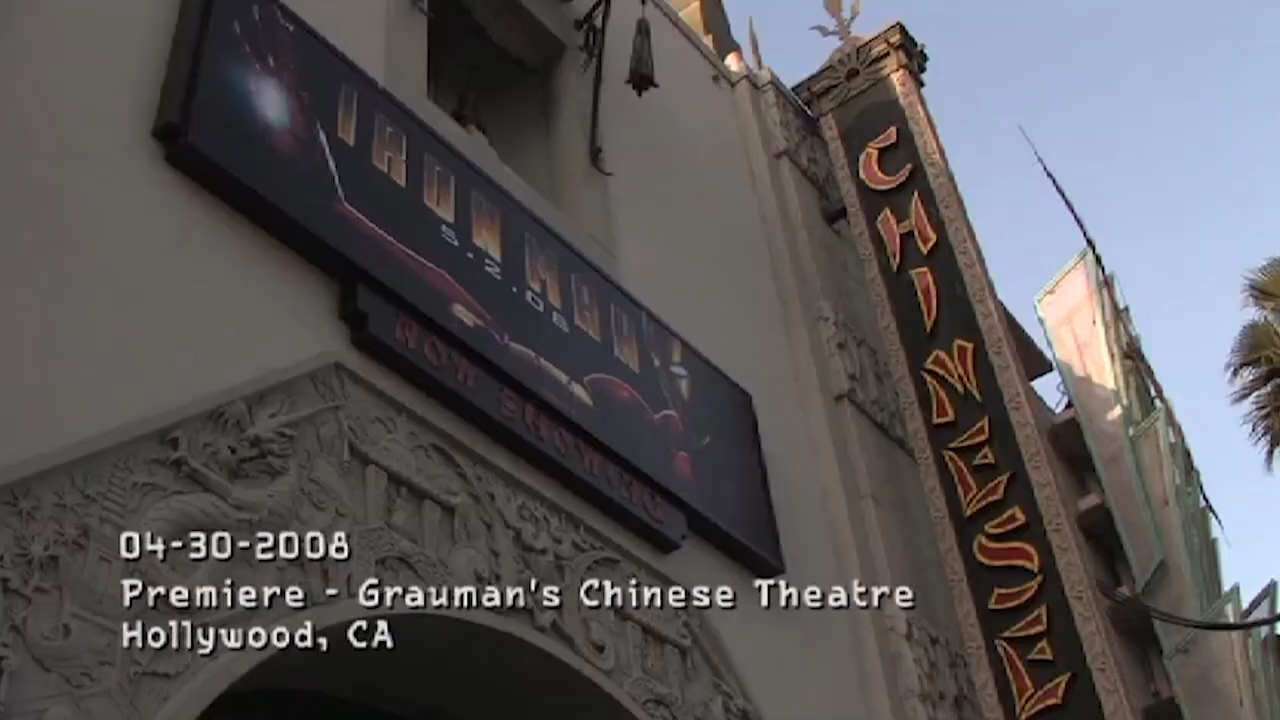 IRON MAN
5.2.08
NOW SHOWING
CHINESE
04-30-2008
Premiere - Grauman's Chinese Theatre
Hollywood, CA